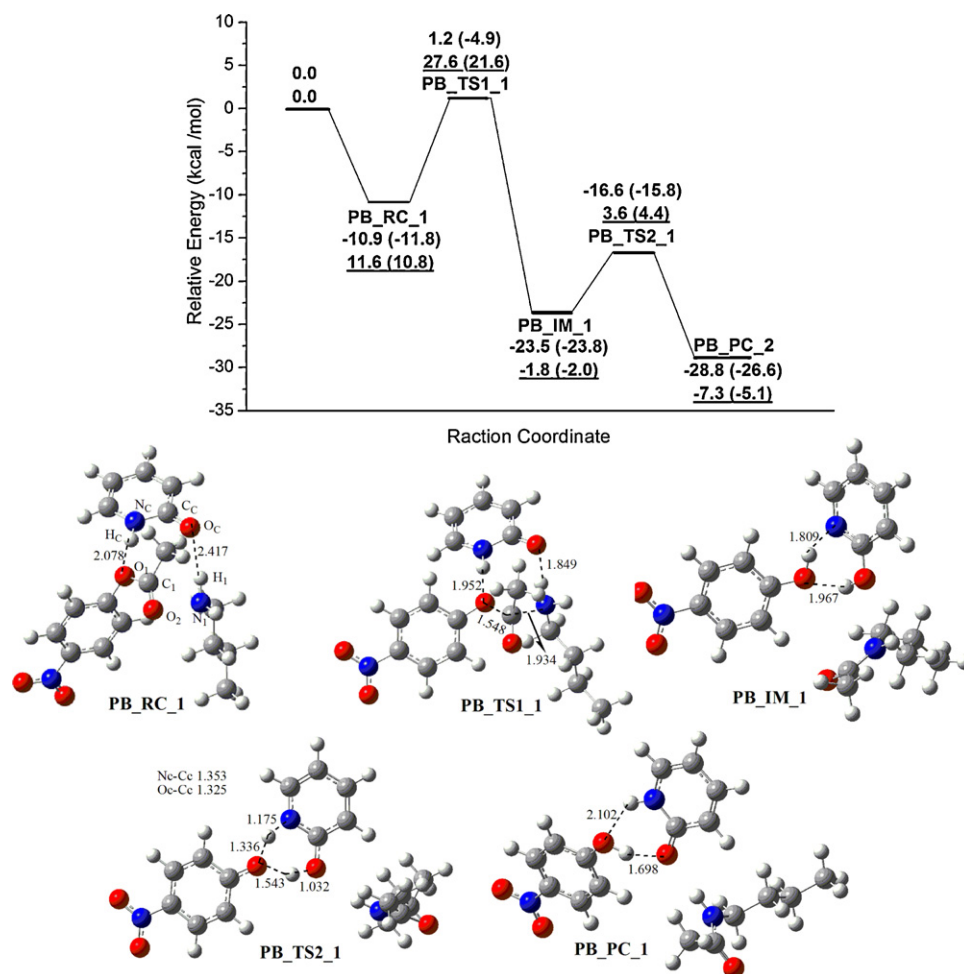 10
5
0
-5
-10
-15
-20
-25
-30
-35
Relative Energy (kcal /mol)
0.0
0.0
PB_RC_1
-10.9 (-11.8)
11.6 (10.8)
1.2 (-4.9)
27.6 (21.6)
PB_TS1_1
PB_IM_1
-23.5 (-23.8)
-1.8 (-2.0)
-16.6 (-15.8)
3.6 (4.4)
PB_TS2_1
PB_PC_2
-28.8 (-26.6)
-7.3 (-5.1)
Raction Coordinate
NC CC
OC
HC
2.078 2.417
O1 H1
C1
O2 N1
PB_RC_1
1.849
1.952
1.548
1.934
PB_TS1_1
1.809
1.967
PB_IM_1
Nc-Cc 1.353
Oc-Cc 1.325
1.175
1.336
1.543 1.032
PB_TS2_1
2.102
1.698
PB_PC_1